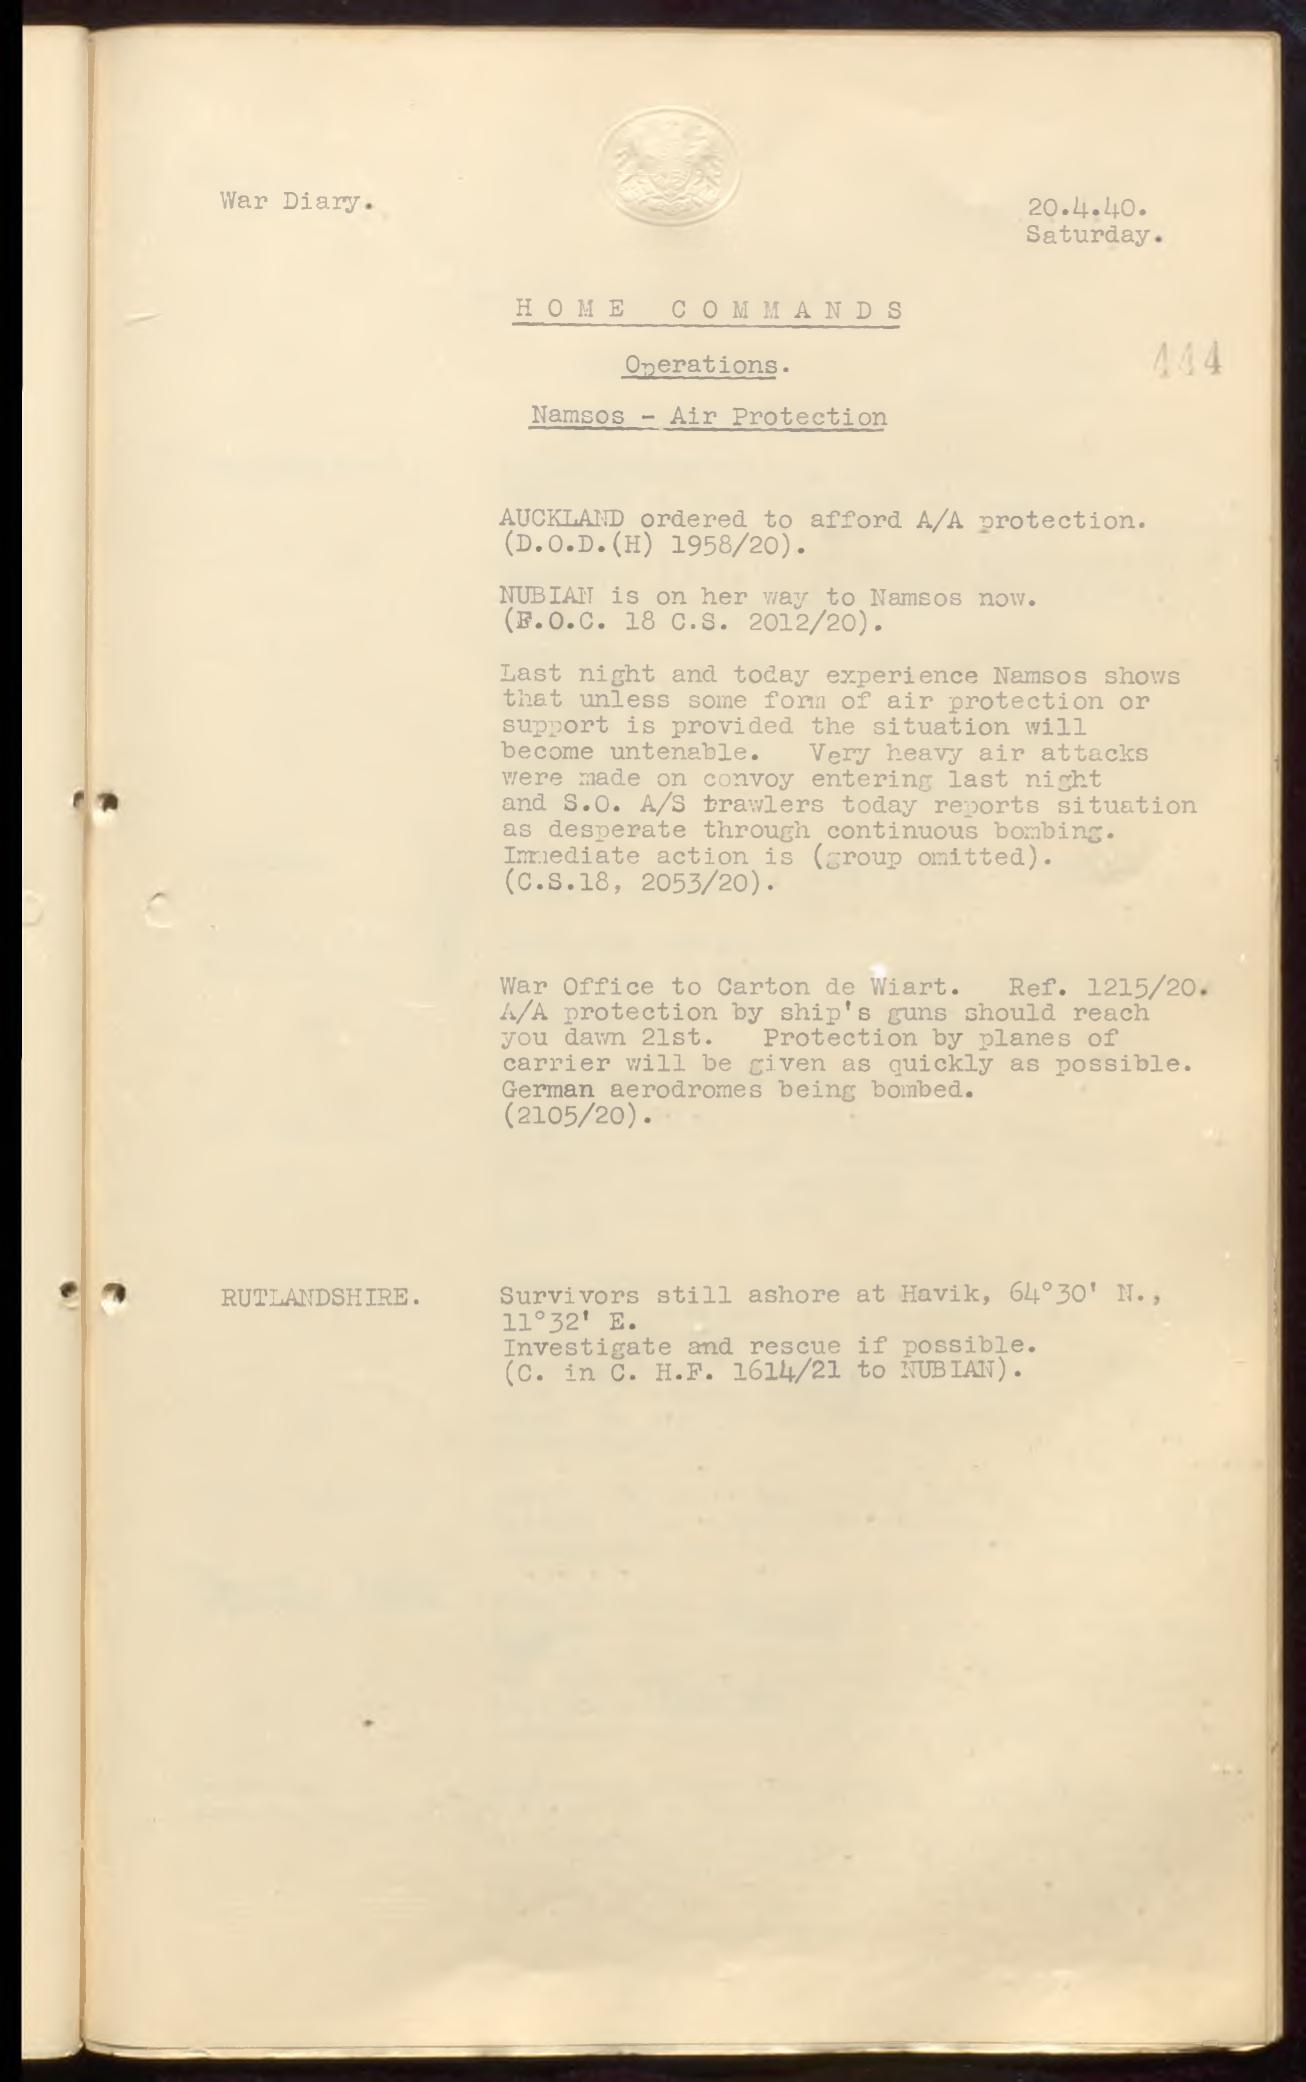 War Diary.
20.4.40.
Saturday.
HOME COMMANDS
444
Operations.
Namsos - Air Protection
AUCKLAND ordered to afford A/A protection.
(D.O.D.(H) 1958/20).
NUBIAN is on her way to Namsos now.
(F.O.C. 18 C.S. 2012/20).
Last night and today experience Namsos shows
that unless some form of air protection or
support is provided the situation will
become untenable. Very heavy air attacks
were made on convoy entering last night
and S.O. A/S trawlers today reports situation
as desperate through continuous bombing.
Immediate action is (group omitted).
(C.S.18, 2053/20).
War Office to Carton de Wiart. Ref. 1215/20.
A/A protection by ship's guns should reach
you dawn 21st. Protection by planes of
carrier will be given as quickly as possible.
German aerodromes being bombed.
(2105/20).
RUTLANDSHIRE. Survivors still ashore at Havik, 64°30' N.,
11°32' E.
Investigate and rescue if possible.
(C. in C. H.F. 1614/21 to NUBIAN).